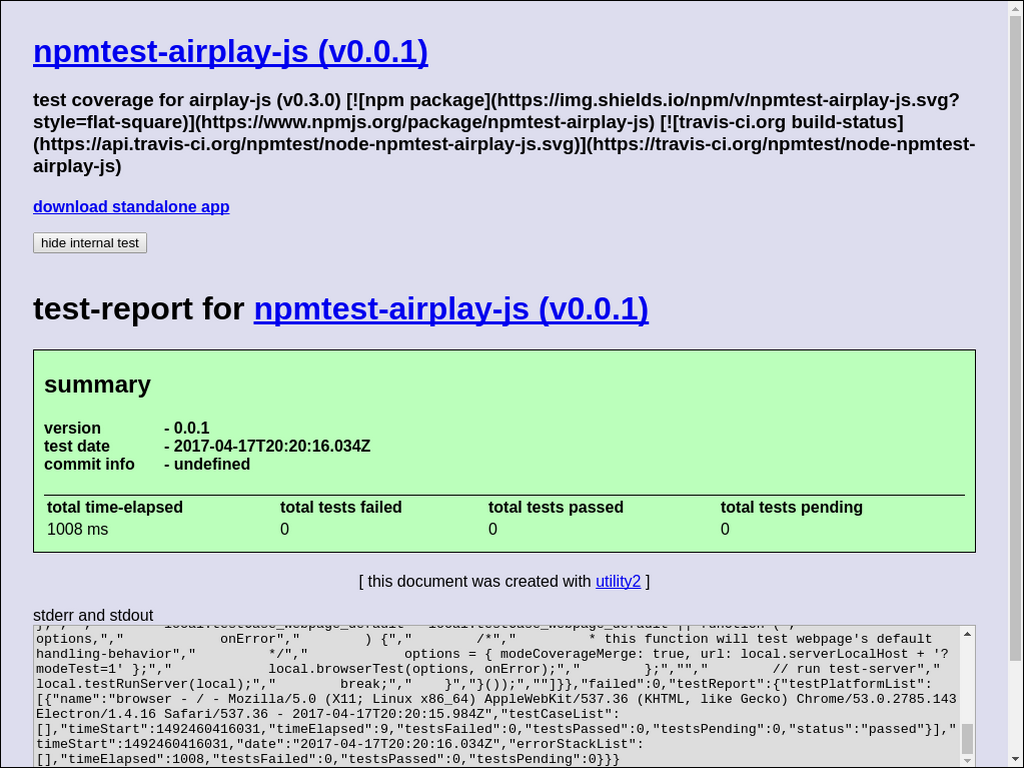 npmtest-airplay-js (v0.0.1)
test coverage for airplay-js (v0.3.0) [![npm package](https://img.shields.io/npm/v/npmtest-airplay-js.svg?
style=flat-square)](https://www.npmjs.org/package/npmtest-airplay-js) [![travis-ci.org build-status]
(https://api.travis-ci.org/npmtest/node-npmtest-airplay-js.svg)](https://travis-ci.org/npmtest/node-npmtest-
airplay-js)
download standalone app
hide internal test
test-report for npmtest-airplay-js (v0.0.1)
summary
version - 0.0.1
test date - 2017-04-17T20:20:16.034Z
commit info - undefined
total time-elapsed total tests failed total tests passed total tests pending
1008 ms 0 0 0
[ this document was created with utility2 ]
stderr and stdout
options,"," onError"," ) {"," /*"," * this function will test webpage's default
handling-behavior"," */"," options = { modeCoverageMerge: true, url: local.serverLocalHost + '?
modeTest=1' };"," local.browserTest(options, onError);"," };",""," // run test-server","
local.testRunServer(local);"," break;"," }","}());",""]}},"failed":0,"testReport":{"testPlatformList":
[{"name":"browser - / - Mozilla/5.0 (X11; Linux x86_64) AppleWebKit/537.36 (KHTML, like Gecko) Chrome/53.0.2785.143
Electron/1.4.16 Safari/537.36 - 2017-04-17T20:20:15.984Z","testCaseList":
[],"timeStart":1492460416031,"timeElapsed":9,"testsFailed":0,"testsPassed":0,"testsPending":0,"status":"passed"}],"
timeStart":1492460416031,"date":"2017-04-17T20:20:16.034Z","errorStackList":
[],"timeElapsed":1008,"testsFailed":0,"testsPassed":0,"testsPending":0}}}